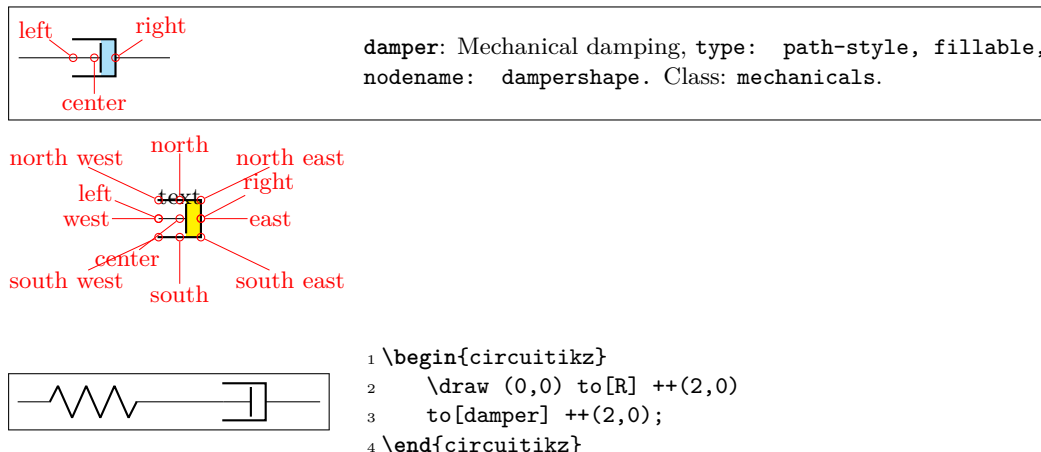 left
right
center
damper: Mechanical damping, type: path-style, fillable,
nodename: dampershape. Class: mechanicals.
north
north west
north east
text
right
left
west
east
center
south west
south east
south
1 \begin{circuitikz}
2 \draw (0,0) to[R] ++(2,0)
3 to[damper] ++(2,0);
4 \end{circuitikz}